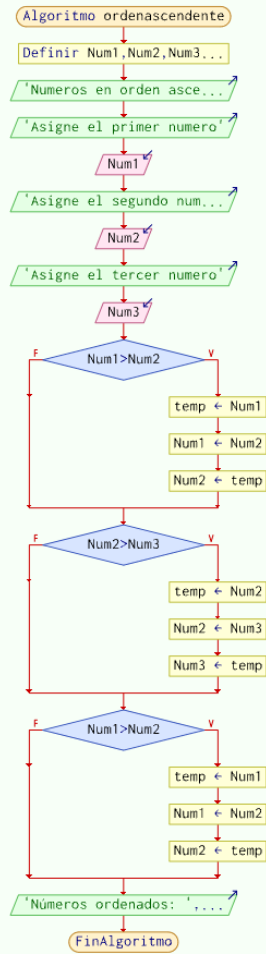 Algoritmo ordenascendente
Definir Num1,Num2,Num3...
'Numeros en orden asce...
'Asigne el primer numero'
Num1
'Asigne el segundo num...
Num2
'Asigne el tercer numero'
Num3
F Num1>Num2 V
temp ← Num1
Num1 ← Num2
Num2 ← temp
F Num2>Num3 V
temp ← Num2
Num2 ← Num3
Num3 ← temp
F Num1>Num2 V
temp ← Num1
Num1 ← Num2
Num2 ← temp
'Números ordenados: ',...
FinAlgoritmo